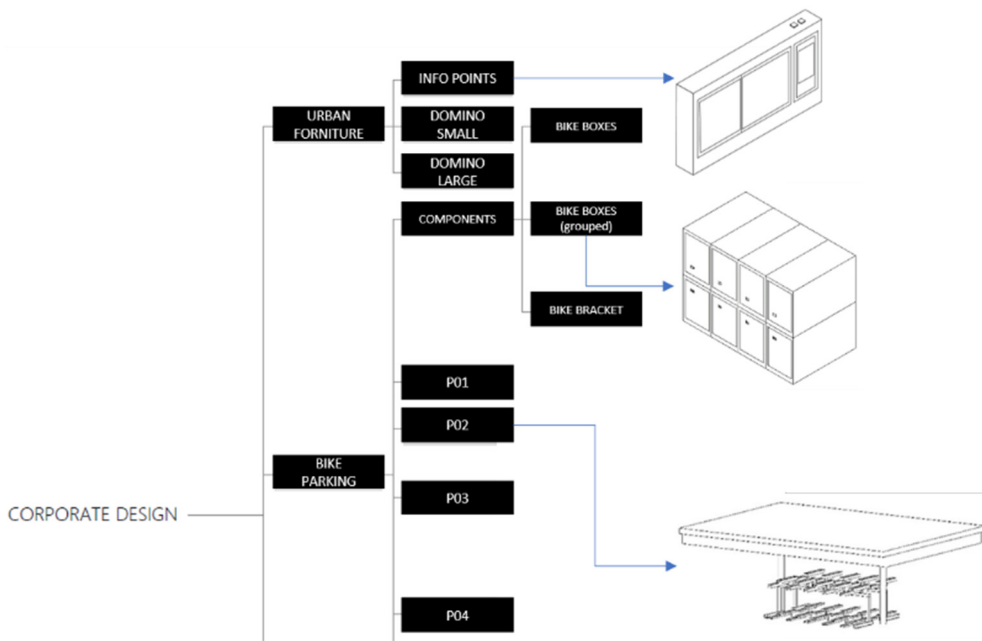 INFO POINTS
URBAN
FORNITURE
DOMINO
SMALL
BIKE BOXES
DOMINO
LARGE
COMPONENTS
BIKE BOXES
(grouped)
BIKE BRACKET
P01
P02
BIKE
PARKING
P03
CORPORATE DESIGN
P04